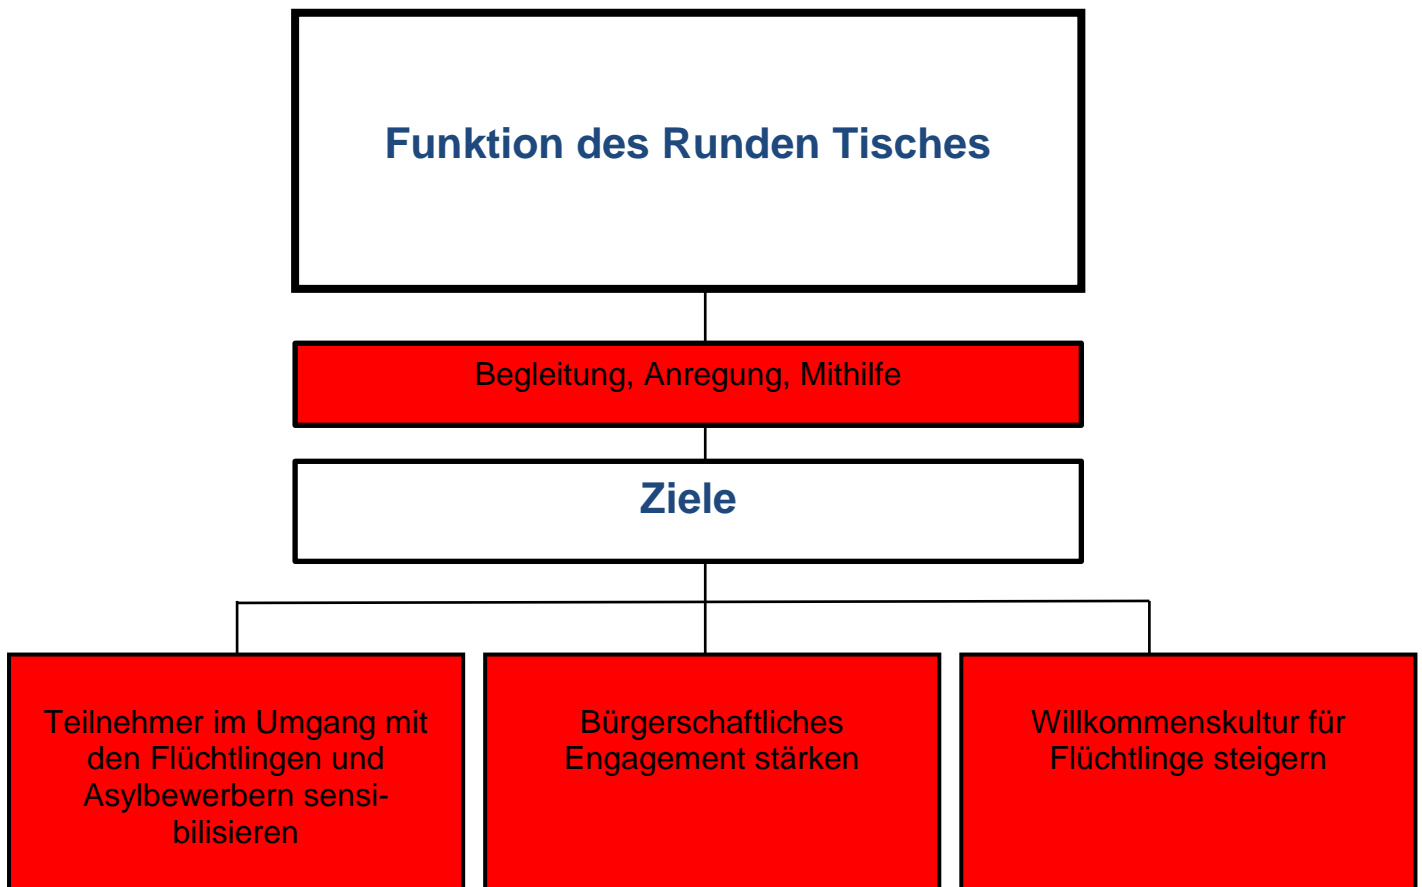 Funktion des Runden Tisches
Begleitung, Anregung, Mithilfe
Ziele
Teilnehmer im Umgang mit
den Flüchtlingen und
Asylbewerbern sensi-
bilisieren
Bürgerschaftliches
Engagement stärken
Willkommenskultur für
Flüchtlinge steigern